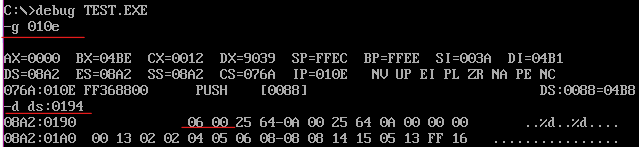 C:\>debug TEST.EXE
-g 010e
AX=0000 BX=04BE CX=0012 DX=9039 SP=FFEC BP=FFEE SI=003A DI=04B1
DS=08A2 ES=08A2 SS=08A2 CS=076A IP=010E NV UP EI PL ZR NA PE NC
076A:010E FF368800 PUSH [0088] DS:0088=04B8
-d ds:0194
08A2:0190 06 00 25 64-0A 00 25 64 0A 00 00 00 ..%d..%d....
08A2:01A0 00 13 02 02 04 05 06 08-08 08 14 15 05 13 FF 16 ................